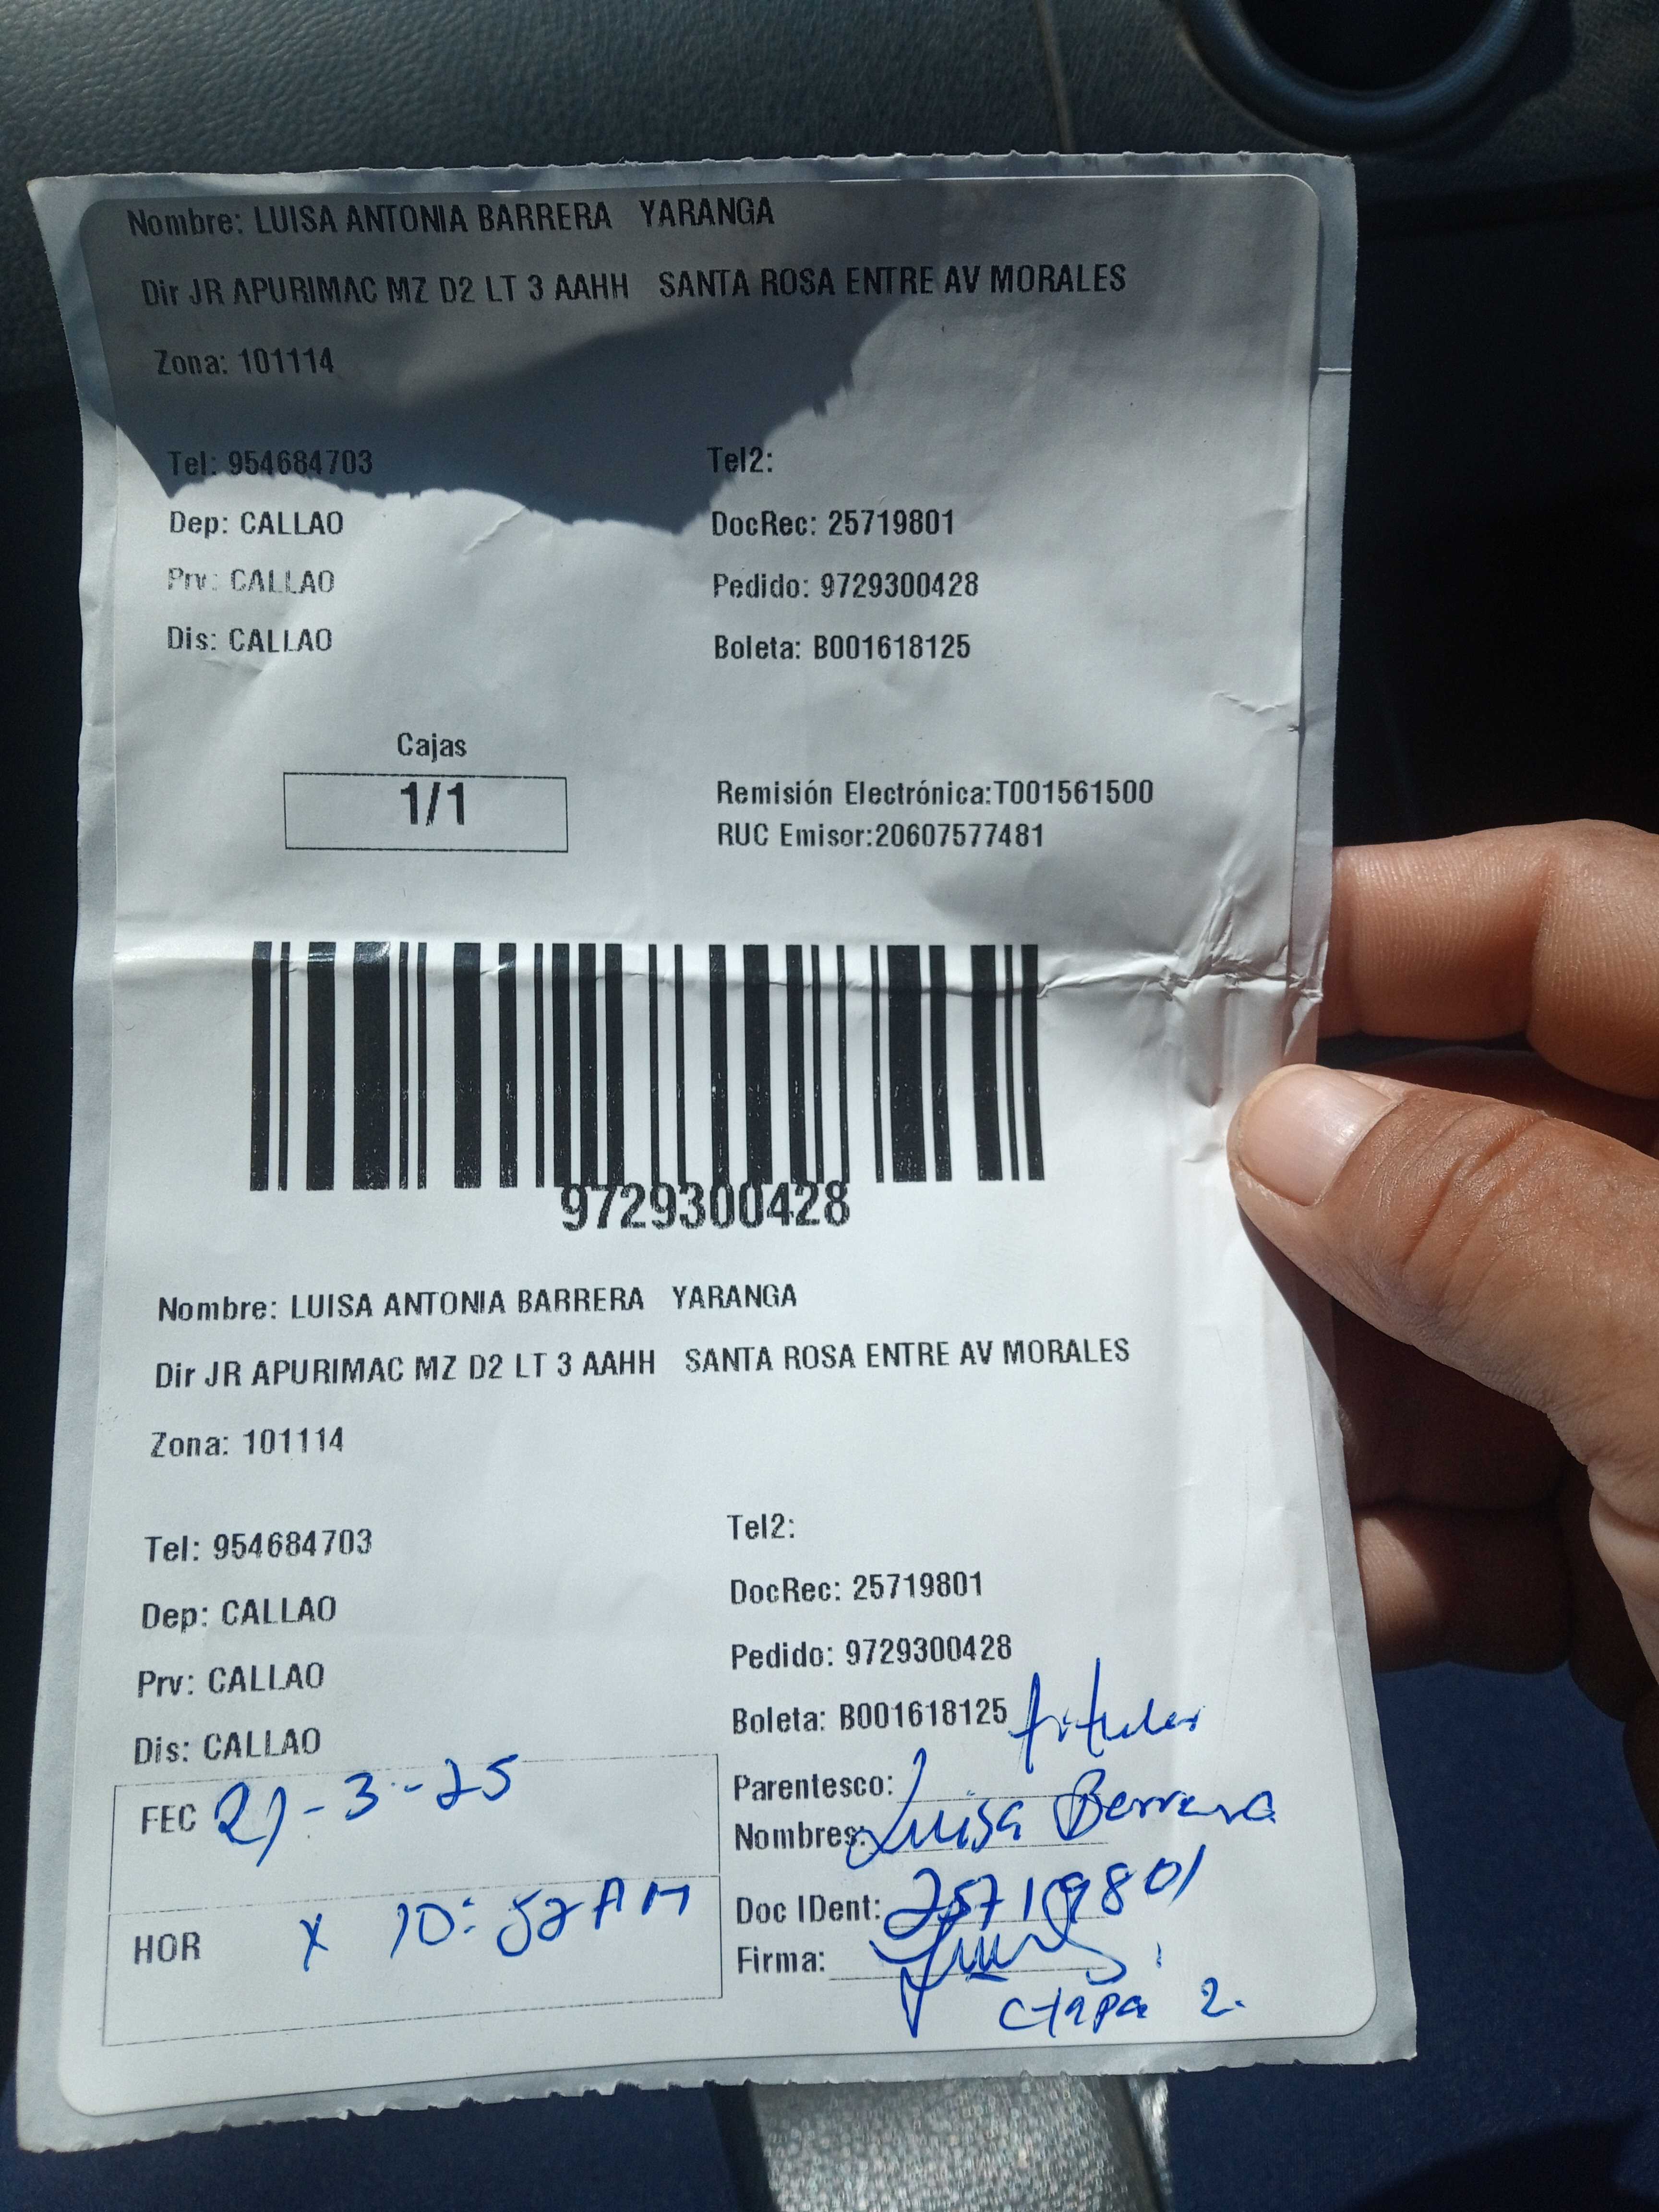 Nombre: LUISA ANTONIA BARRERA YARANGA
Dir JR APURIMAC MZ D2 LT 3 AAHH SANTA ROSA ENTRE AV MORALES
Zona: 101114
Tel: 954684703 Tel2:
Dep: CALLAO DocRec: 25719801
Prv: CALLAO Pedido: 9729300428
Dis: CALLAO Boleta: B001618125
Cajas
1/1
Remisión Electrónica:T001561500
RUC Emisor:20607577481
9729300428
Nombre: LUISA ANTONIA BARRERA YARANGA
Dir JR APURIMAC MZ D2 LT 3 AAHH SANTA ROSA ENTRE AV MORALES
Zona: 101114
Tel: 954684703 Tel2:
Dep: CALLAO DocRec: 25719801
Prv: CALLAO Pedido: 9729300428
Dis: CALLAO Boleta: B001618125
titular
FEC 21-3-25 Parentesco:
Nombres: Luisa Barrera
HOR x 10:52 AM Doc IDent: 25719801
Firma:
etapa 2.